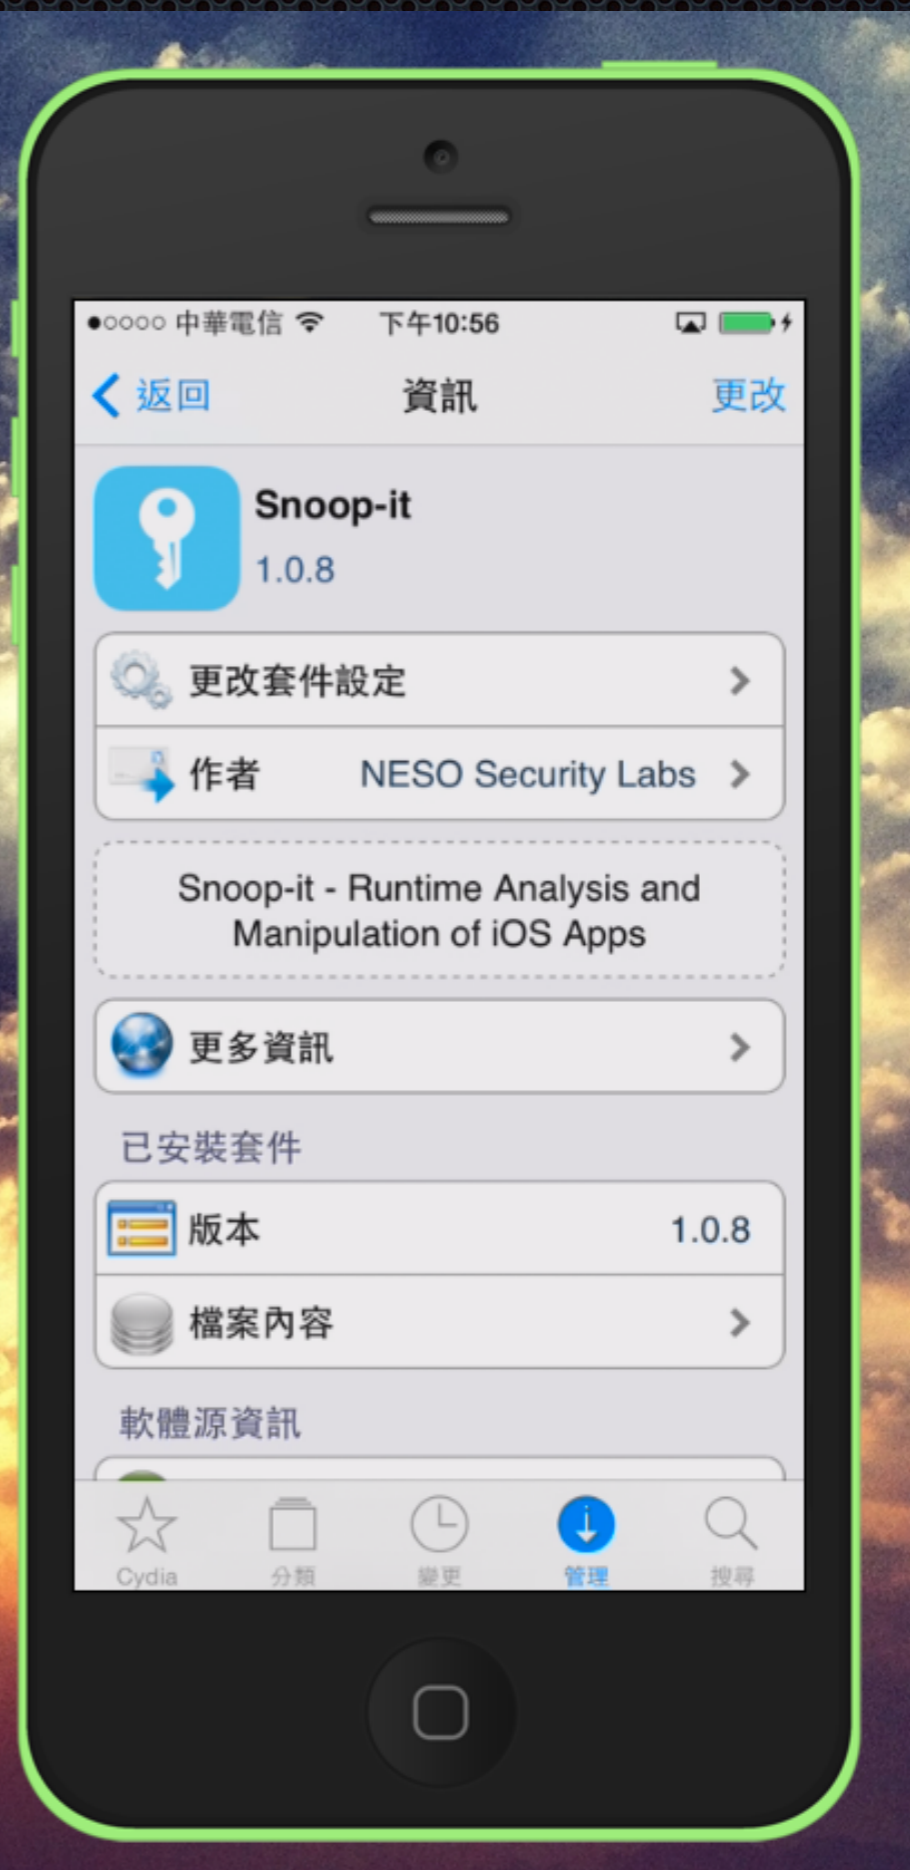 中華電信 下午10:56
返回 資訊 更改
Snoop-it
1.0.8
更改套件設定
作者 NESO Security Labs
Snoop-it - Runtime Analysis and
Manipulation of iOS Apps
更多資訊
已安裝套件
版本 1.0.8
檔案內容
軟體源資訊
Cydia 分類 變更 管理 搜尋